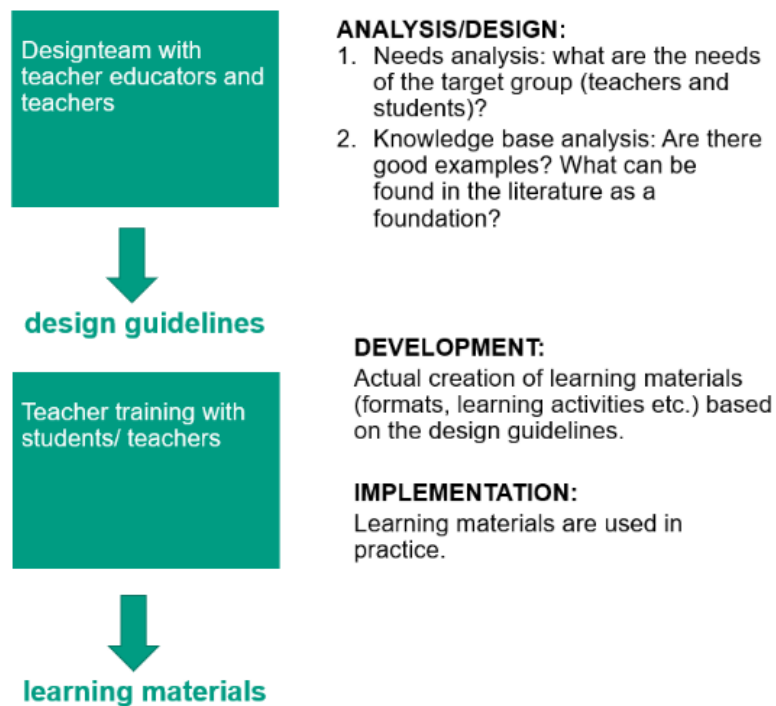 Designteam with
teacher educators and
teachers
ANALYSIS/DESIGN:
1. Needs analysis: what are the needs
of the target group (teachers and
students)?
2. Knowledge base analysis: Are there
good examples? What can be
found in the literature as a
foundation?
design guidelines
Teacher training with
students/ teachers
DEVELOPMENT:
Actual creation of learning materials
(formats, learning activities etc.) based
on the design guidelines.
IMPLEMENTATION:
Learning materials are used in
practice.
learning materials